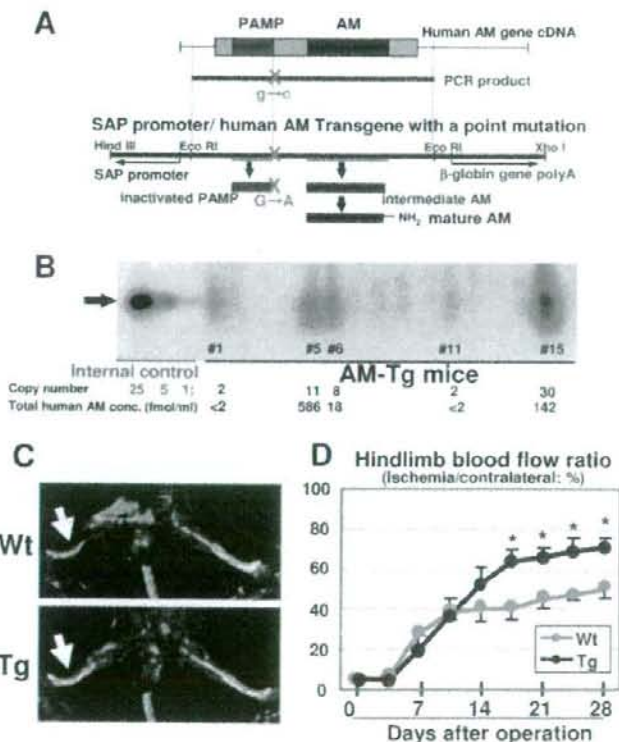 A
PAMP AM
Human AM gene cDNA
PCR product
g→c
SAP promoter/ human AM Transgene with a point mutation
Hind III Eco RI Eco RI Xho I
SAP promoter β-globin gene polyA
inactivated PAMP G→A intermediate AM
NH2 mature AM
B
#1 #5 #6 #11 #15
Internal control AM-Tg mice
Copy number 25 5 1; 2 11 8 2 30
Total human AM conc. (fmol/ml) <2 586 18 <2 142
C
Wt
Tg
D Hindlimb blood flow ratio
(Ischemia/contralateral: %)
100
80
60
40
20
0
* * * *
Wt
Tg
0 7 14 21 28
Days after operation